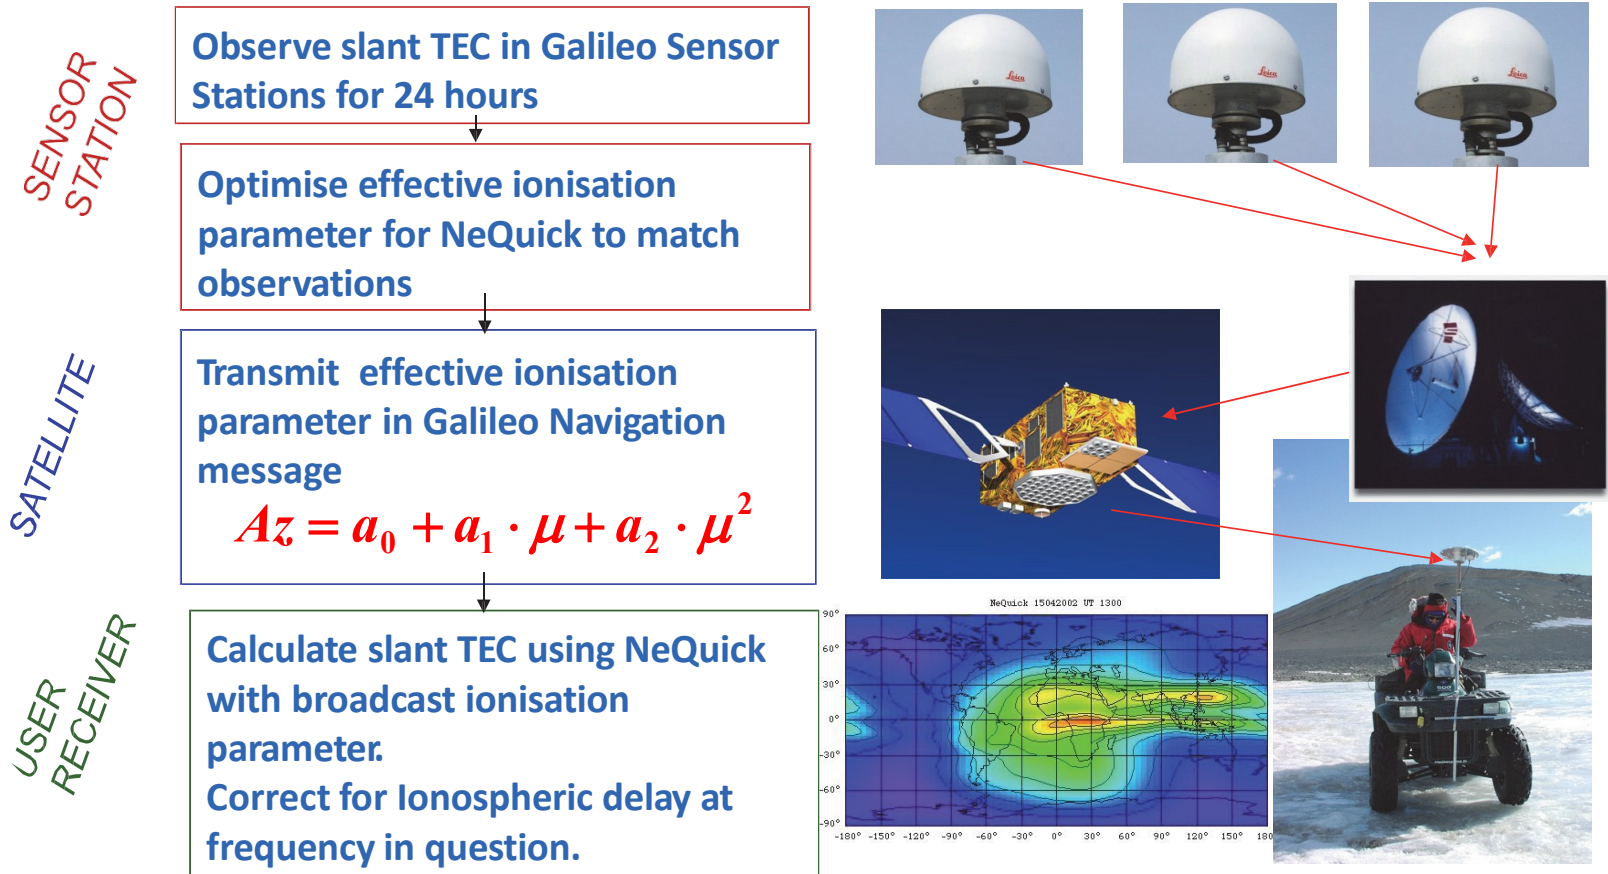 SENSOR
STATION
Observe slant TEC in Galileo Sensor
Stations for 24 hours
Optimise effective ionisation
parameter for NeQuick to match
observations
SATELLITE
Transmit effective ionisation
parameter in Galileo Navigation
message
Az = a₀ + a₁ · μ + a₂ · μ²
USER
RECEIVER
Calculate slant TEC using NeQuick
with broadcast ionisation
parameter.
Correct for Ionospheric delay at
frequency in question.
Leica
Leica
Leica
NeQuick 15042002 UT 1300
90°
60°
30°
0°
-30°
-60°
-90°
-180° -150° -120° -90° -60° -30° 0° 30° 60° 90° 120° 150° 180